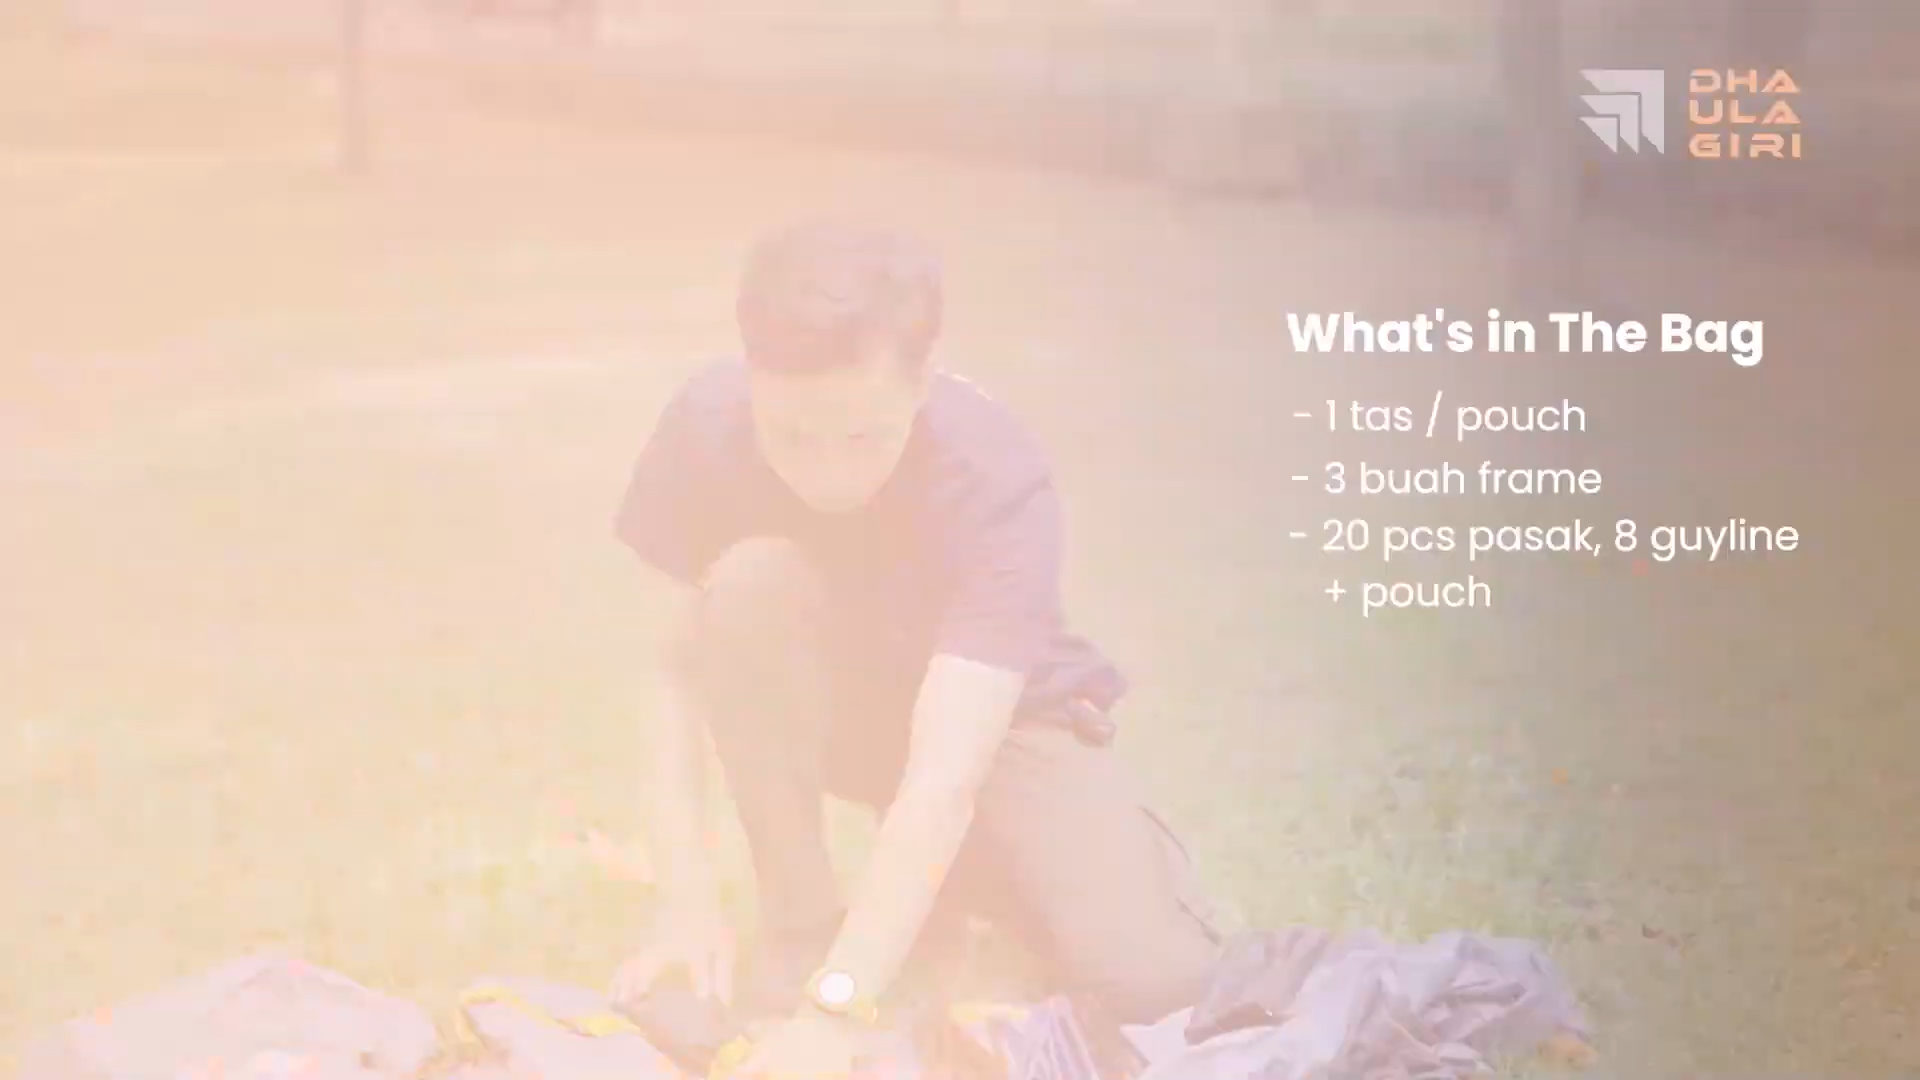 DHA
ULA
GIRI
What's in The Bag
- 1 tas / pouch
- 3 buah frame
- 20 pcs pasak, 8 guyline
+ pouch